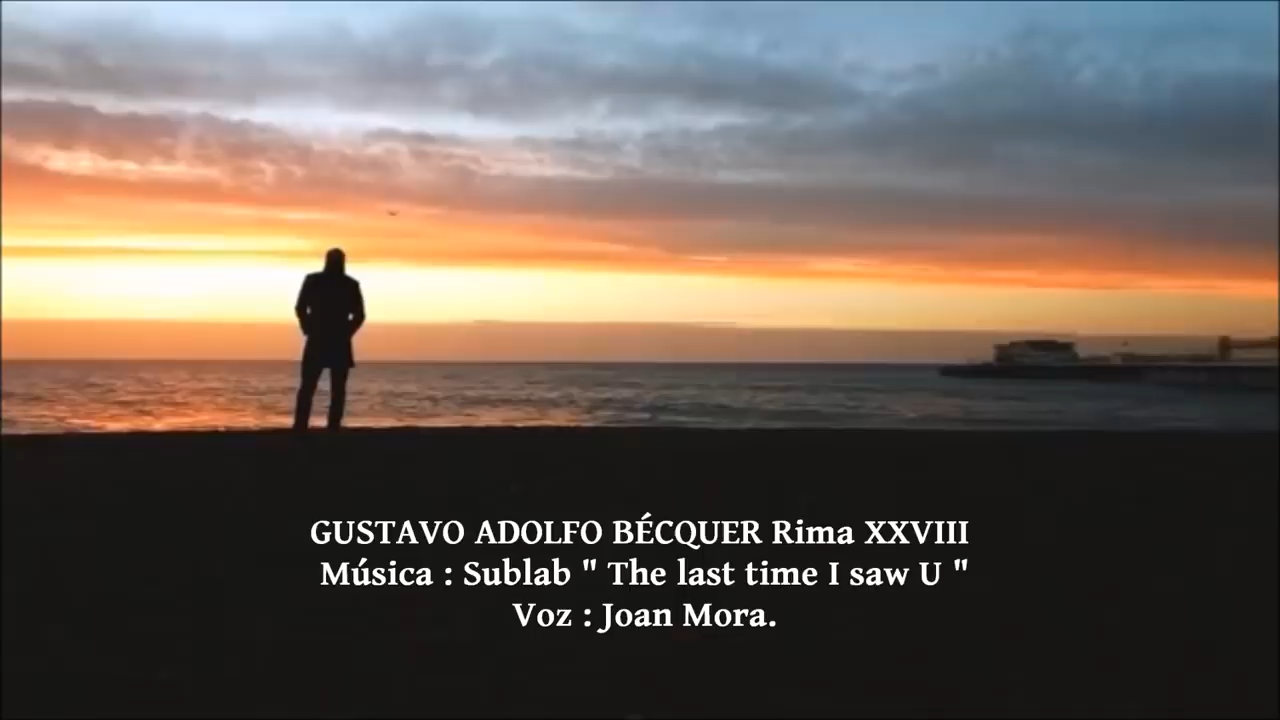 GUSTAVO ADOLFO BÉCQUER Rima XXVIII
Música : Sublab " The last time I saw U "
Voz : Joan Mora.